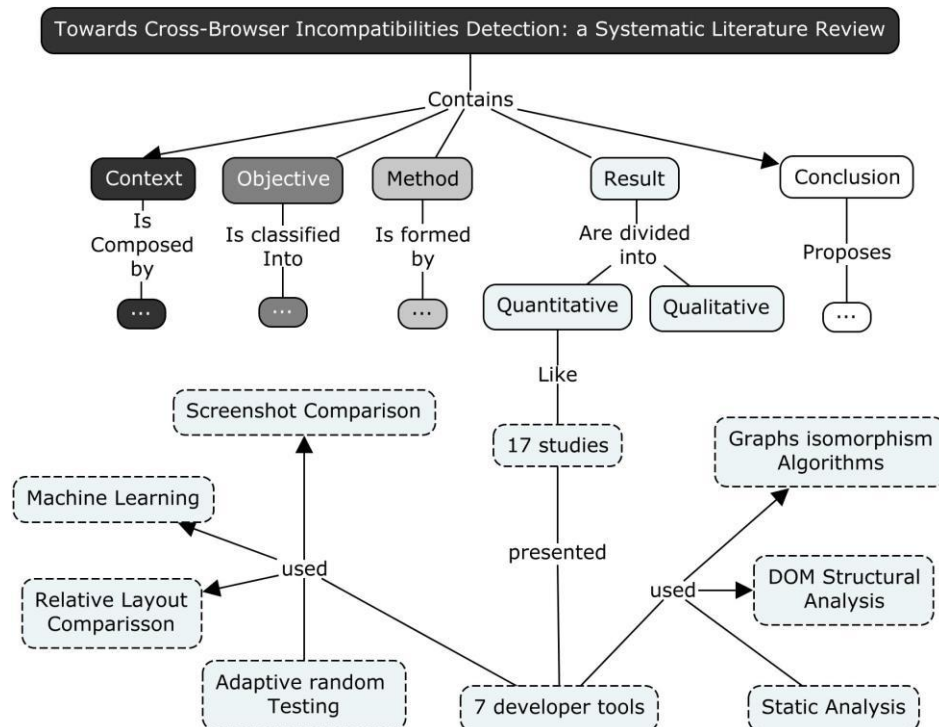 Towards Cross-Browser Incompatibilities Detection: a Systematic Literature Review
Contains
Context
Objective
Method
Result
Conclusion
Is
Composed
by
Is classified
Into
Is formed
by
Are divided
into
Proposes
...
...
...
Quantitative
Qualitative
...
Like
Screenshot Comparison
17 studies
Graphs isomorphism
Algorithms
Machine Learning
used
presented
used
DOM Structural
Analysis
Relative Layout
Comparisson
Adaptive random
Testing
7 developer tools
Static Analysis